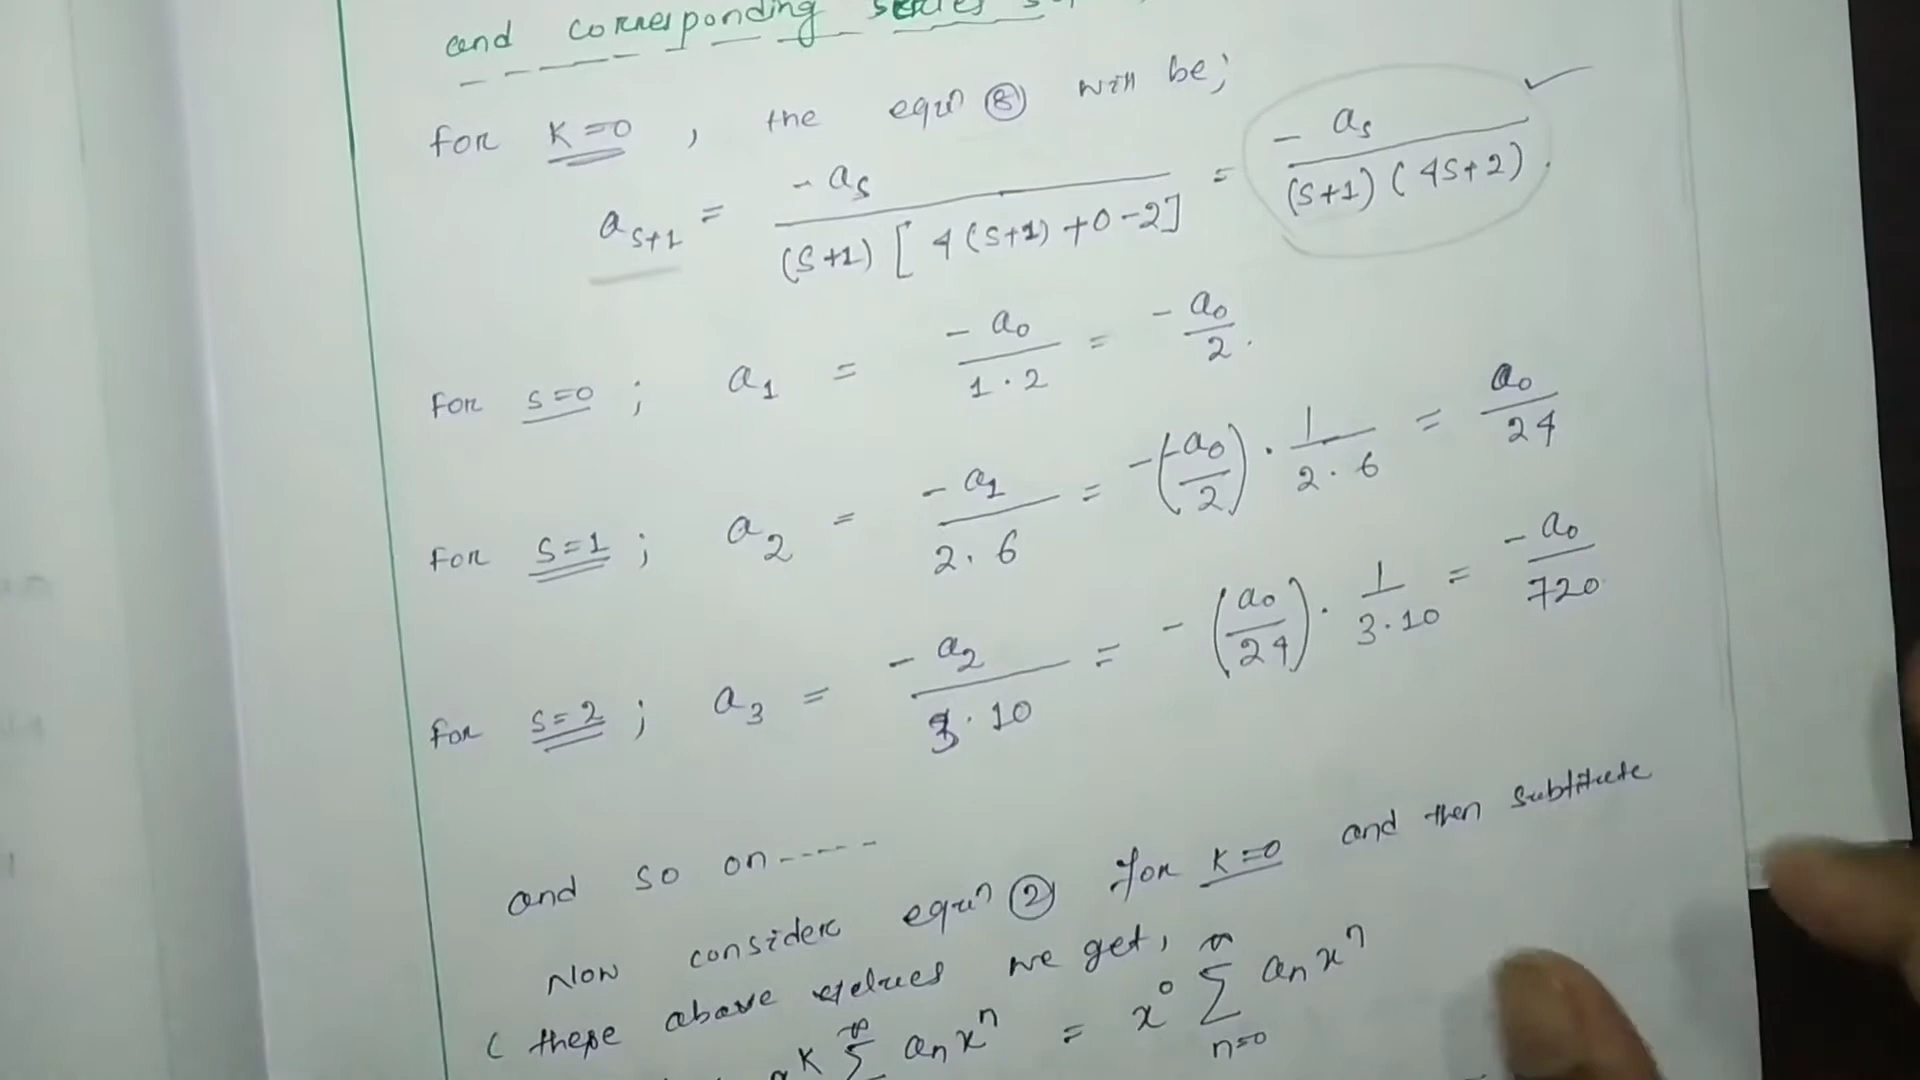 and corresponding series
for K=0 , the equn ⑧ will be;
a_{s+1} = -a_s / (s+1) [ 4(s+1) +0-2] = -a_s / (s+1) (4s+2) .
For s=0 ; a_1 = -a_0 / 1·2 = -a_0 / 2 .
For s=1 ; a_2 = -a_1 / 2.6 = -(-a_0 / 2) · 1 / 2.6 = a_0 / 24
For s=2 ; a_3 = -a_2 / 3·10 = -(a_0 / 24) · 1 / 3·10 = -a_0 / 720
and so on -----
Now consider equn ② for K=0 and then substitute
( these above values we get,
x^K ∑^∞ a_n x^n = x^0 ∑_{n=0}^∞ a_n x^n